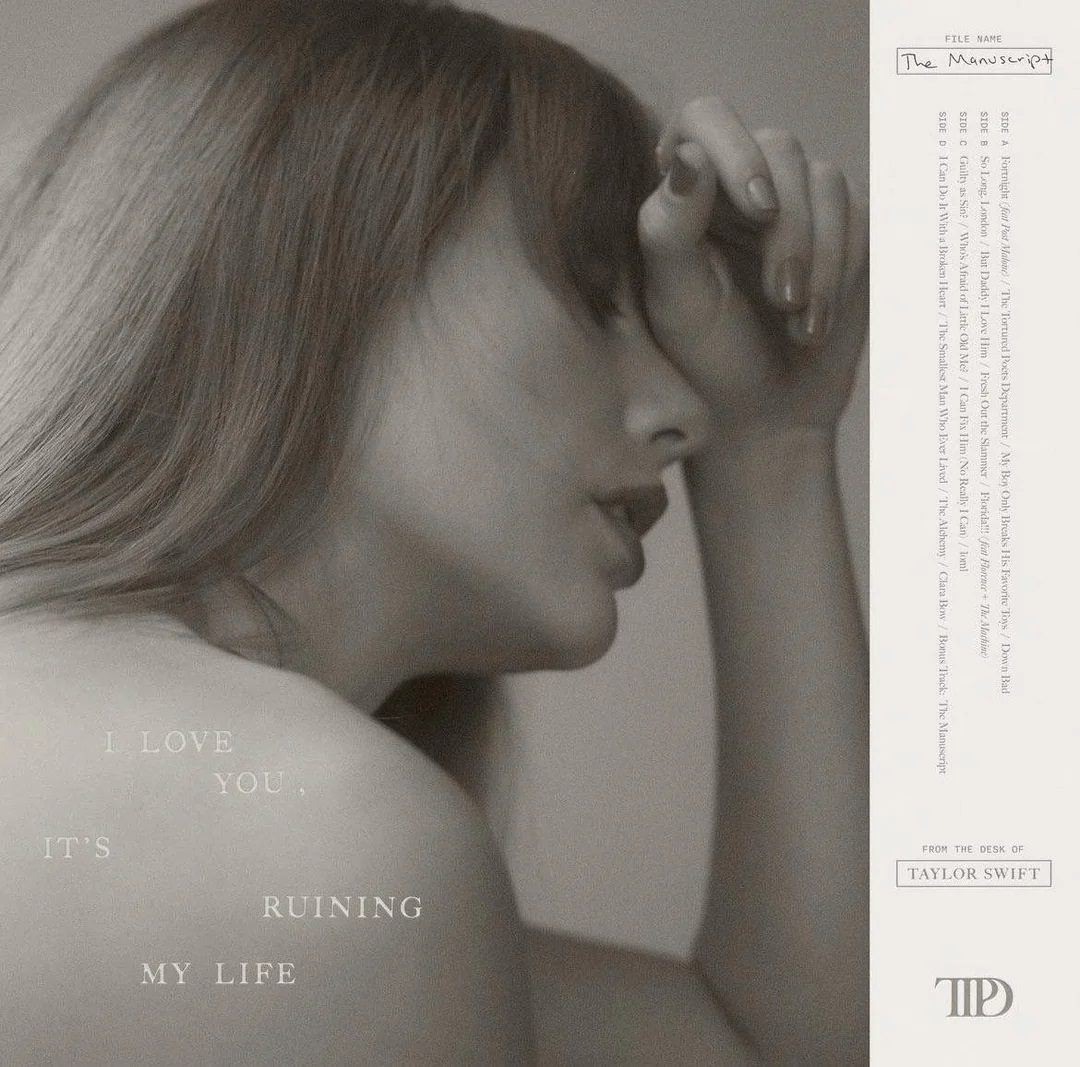 I LOVE
YOU,
IT'S
RUINING
MY LIFE
FILE NAME
The Manuscript
SIDE A Fortnight (feat Post Malone) / The Tortured Poets Department / My Boy Only Breaks His Favorite Toys / Down Bad
SIDE B So Long, London / But Daddy I Love Him / Fresh Out the Slammer / Florida!!! (feat Florence + The Machine)
SIDE C Guilty as Sin? / Who's Afraid of Little Old Me? / I Can Fix Him (No Really I Can) / loml
SIDE D I Can Do It With a Broken Heart / The Smallest Man Who Ever Lived / The Alchemy / Clara Bow / Bonus Track: The Manuscript
FROM THE DESK OF
TAYLOR SWIFT
TTPD